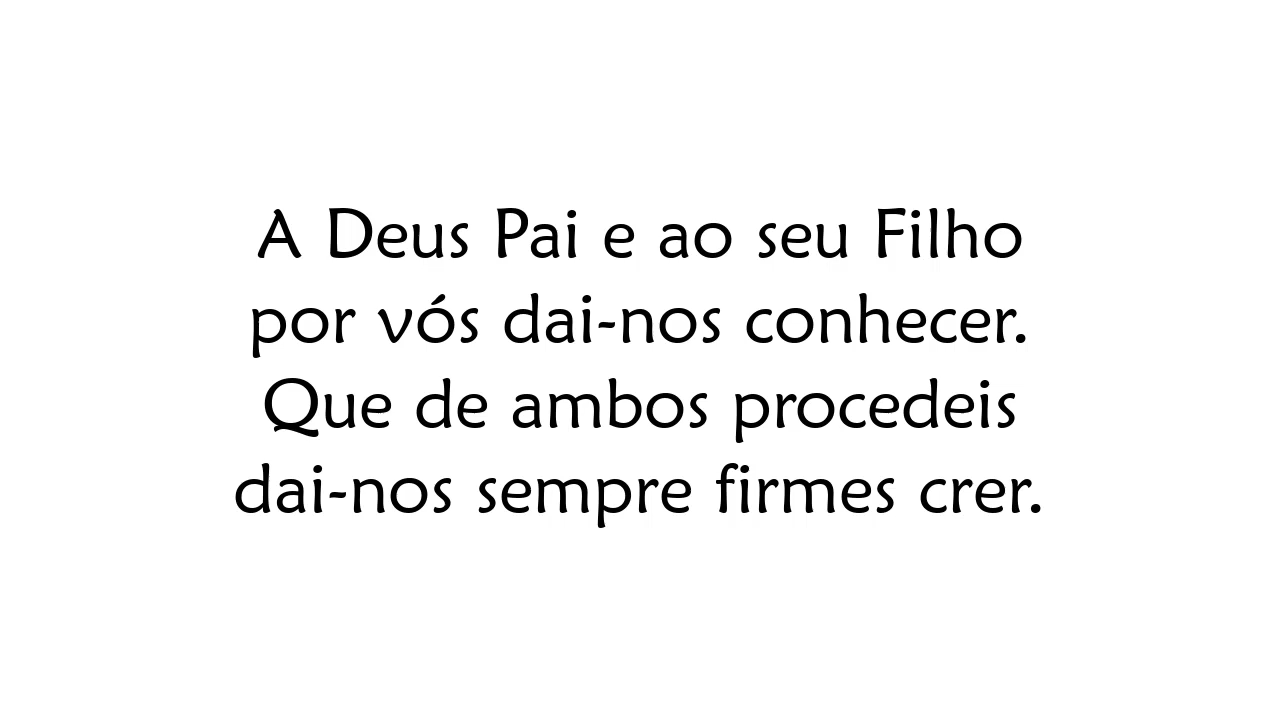 A Deus Pai e ao seu Filho
por vós dai-nos conhecer.
Que de ambos procedeis
dai-nos sempre firmes crer.